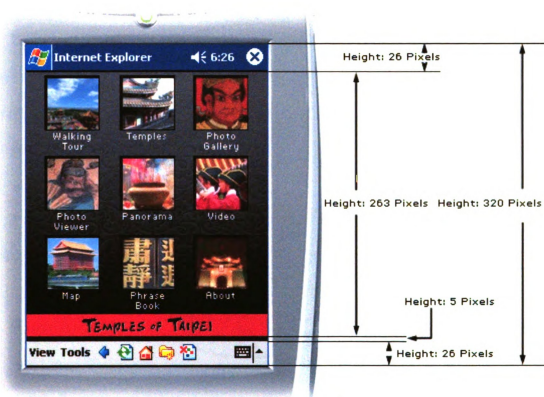 Internet Explorer 6:26
Height: 26 Pixels
Walking Tour
Temples
Photo Gallery
Height: 263 Pixels
Height: 320 Pixels
Photo Viewer
Panorama
Video
Map
Phrase Book
About
Height: 5 Pixels
TEMPLES OF TAIPEI
View Tools
Height: 26 Pixels